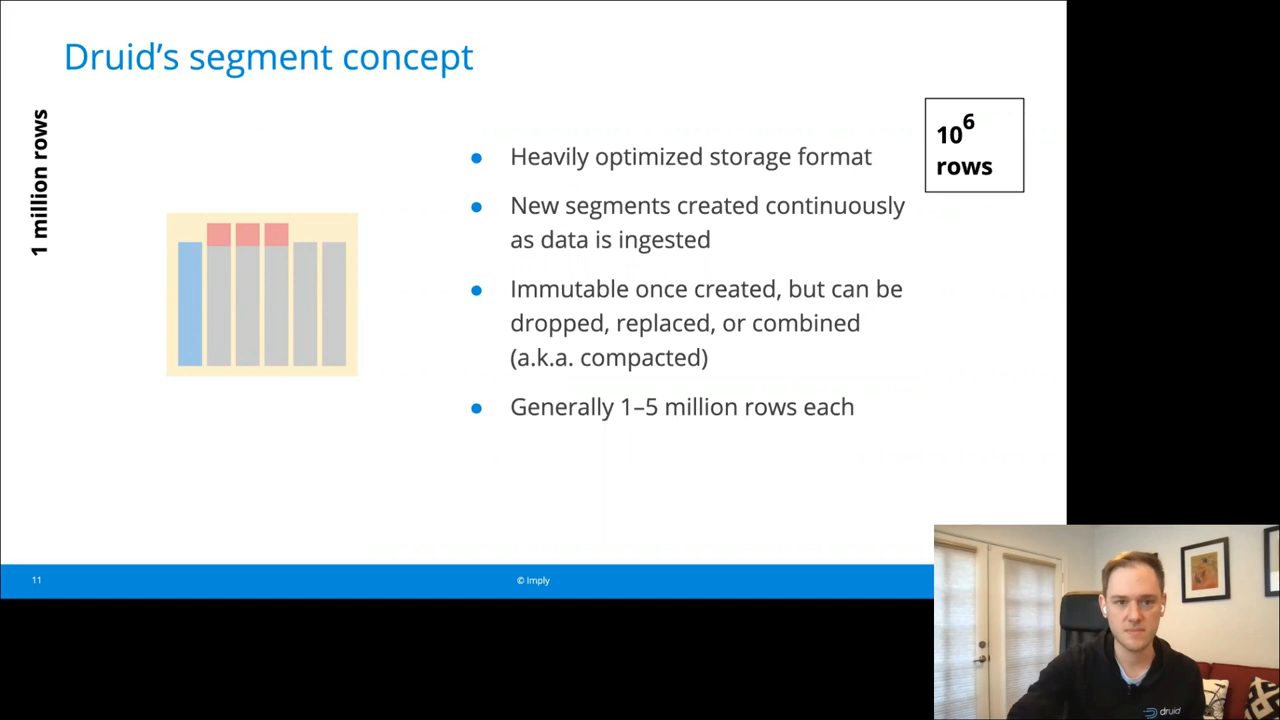 Druid's segment concept
1 million rows
10^6
rows
● Heavily optimized storage format
● New segments created continuously
as data is ingested
● Immutable once created, but can be
dropped, replaced, or combined
(a.k.a. compacted)
● Generally 1–5 million rows each
11
© Imply
druid